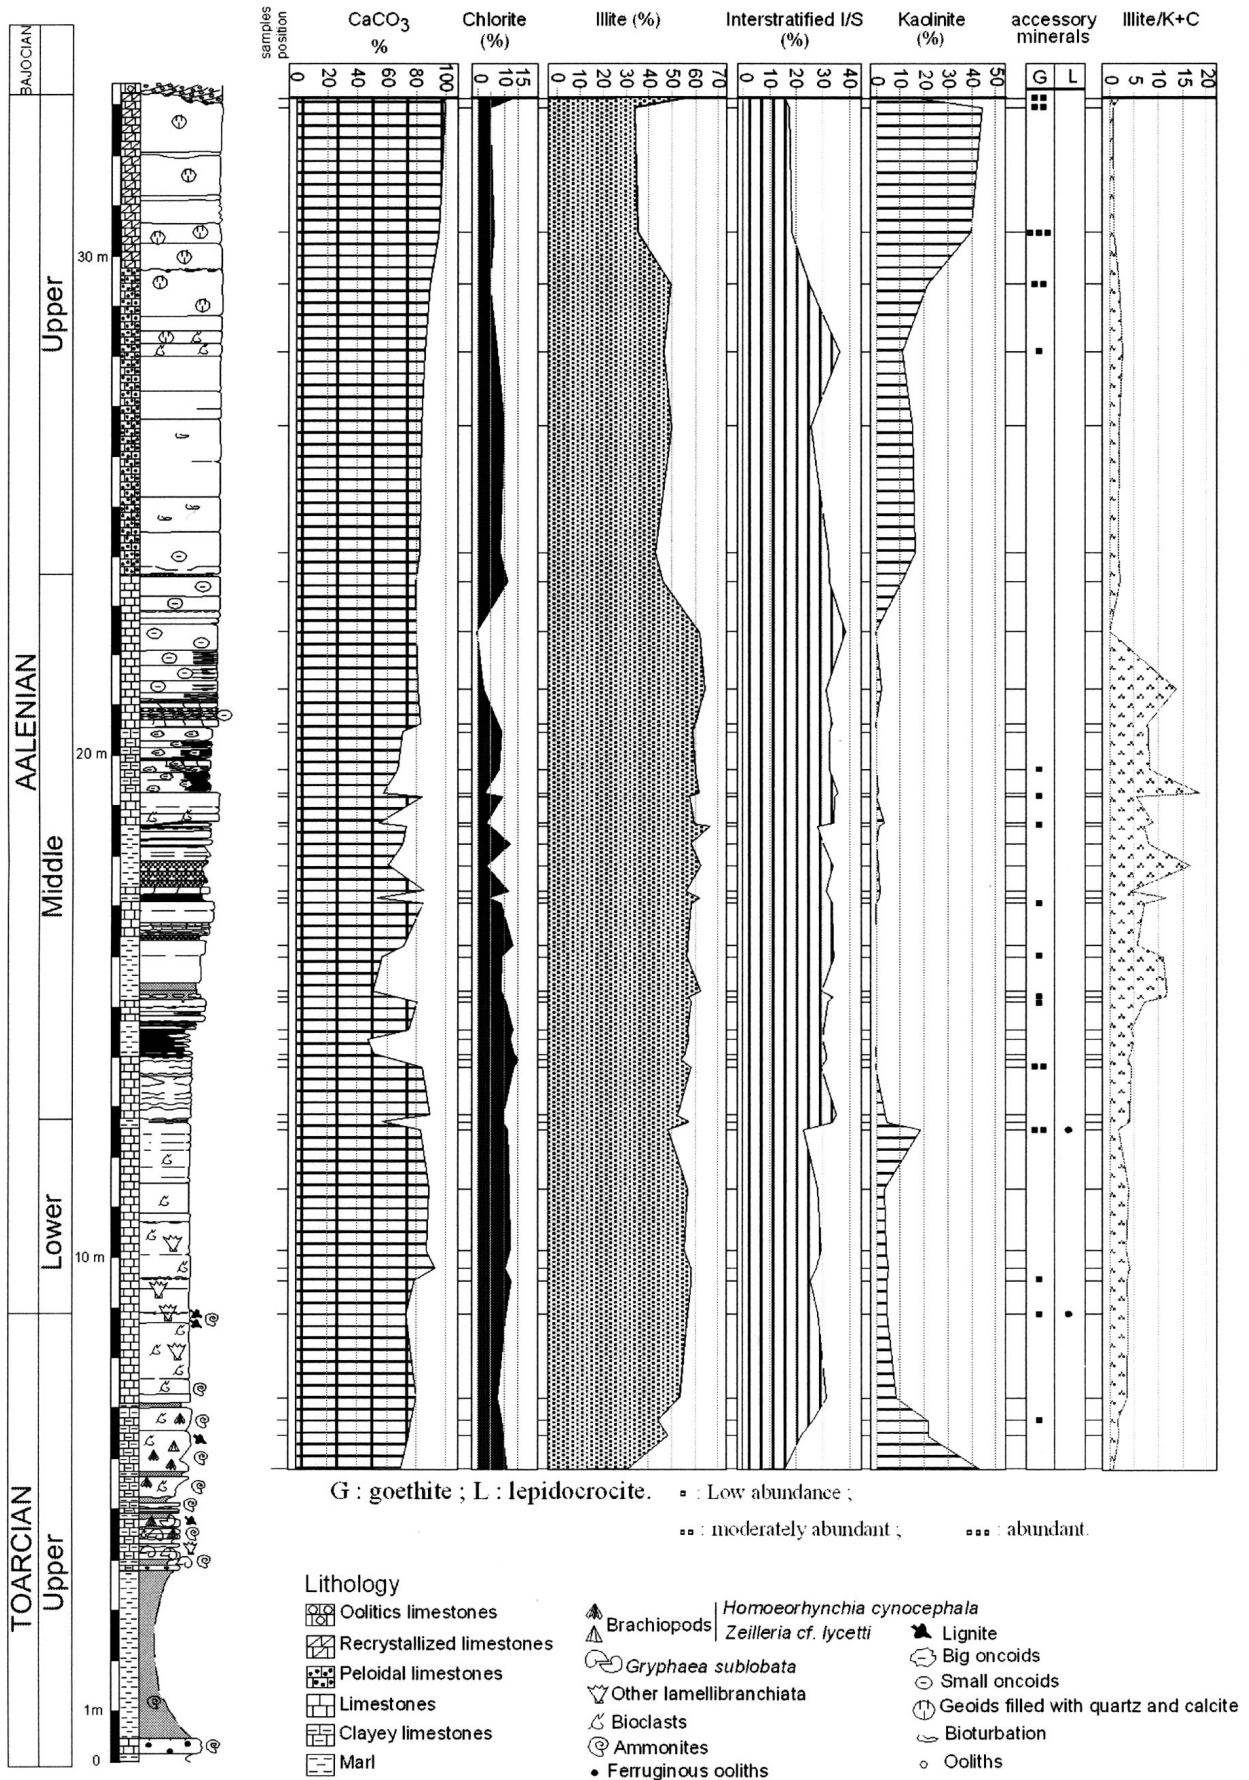 samples
position
CaCO3
%
Chlorite
(%)
Illite (%)
Interstratified I/S
(%)
Kaolinite
(%)
accessory
minerals
Illite/K+C
0 20 40 60 80 100
0 5 10 15
0 10 20 30 40 50 60 70
0 10 20 30 40
0 10 20 30 40 50
G L
0 5 10 15 20
BAJOCIAN
AALENIAN
TOARCIAN
Upper
Middle
Lower
Upper
30 m
20 m
10 m
1m
0
G : goethite ; L : lepidocrocite. : Low abundance ;
: moderately abundant ; : abundant.
Lithology
Oolitics limestones
Recrystallized limestones
Peloidal limestones
Limestones
Clayey limestones
Marl
Brachiopods Homoeorhynchia cynocephala
Zeilleria cf. lycetti
Gryphaea sublobata
Other lamellibranchiata
Bioclasts
Ammonites
Ferruginous ooliths
Lignite
Big oncoids
Small oncoids
Geoids filled with quartz and calcite
Bioturbation
Ooliths